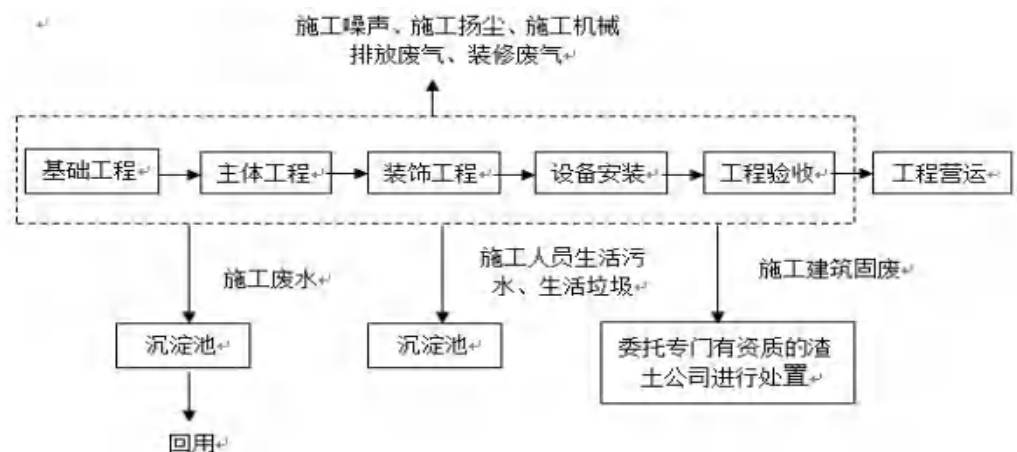 施工噪声、施工扬尘、施工机械
排放废气、装修废气
基础工程
主体工程
装饰工程
设备安装
工程验收
工程营运
施工废水
施工人员生活污
水、生活垃圾
施工建筑固废
沉淀池
沉淀池
委托专门有资质的渣
土公司进行处置
回用